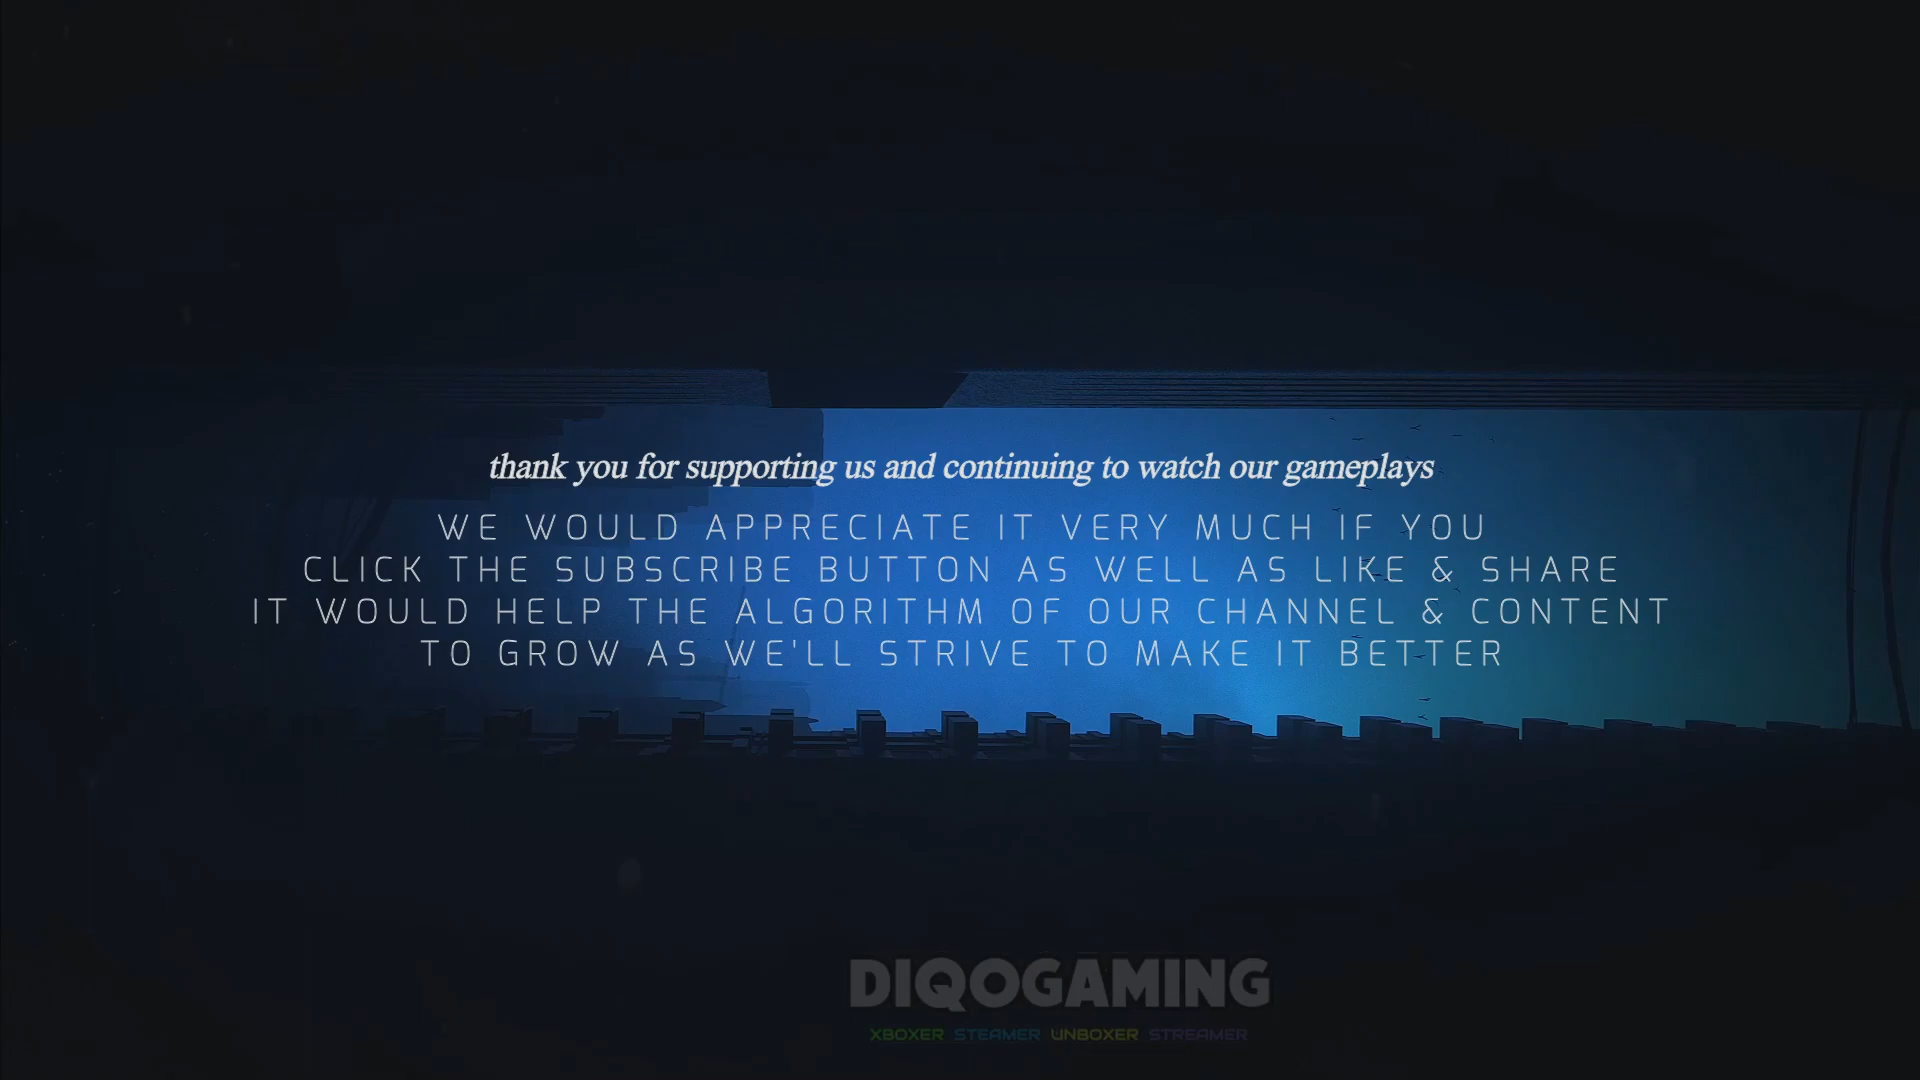 thank you for supporting us and continuing to watch our gameplays
WE WOULD APPRECIATE IT VERY MUCH IF YOU
CLICK THE SUBSCRIBE BUTTON AS WELL AS LIKE & SHARE
IT WOULD HELP THE ALGORITHM OF OUR CHANNEL & CONTENT
TO GROW AS WE'LL STRIVE TO MAKE IT BETTER
DIQOGAMING
XBOXER STEAMER UNBOXER STREAMER